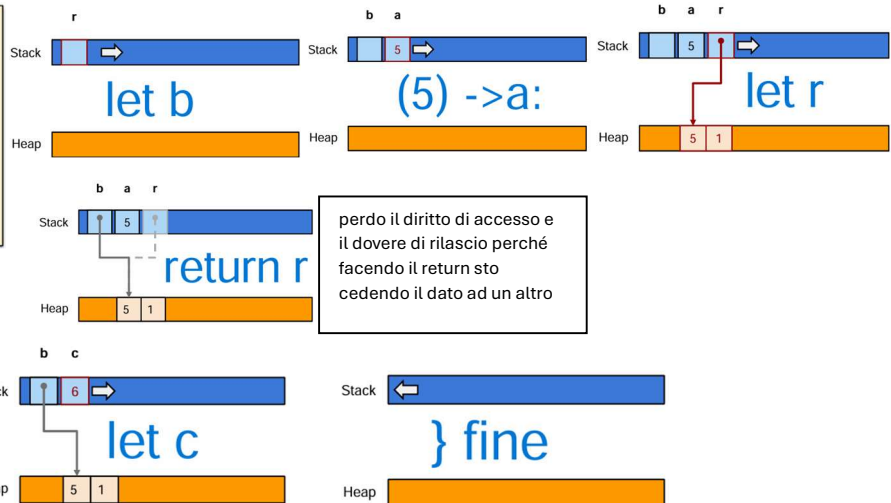 r
Stack
let b
Heap
b a
Stack
5
(5) ->a:
Heap
b a r
Stack
5
let r
Heap
5 1
b a r
Stack
5
return r
Heap
5 1
perdo il diritto di accesso e
il dovere di rilascio perché
facendo il return sto
cedendo il dato ad un altro
b c
ck
6
let c
ap
5 1
Stack
} fine
Heap